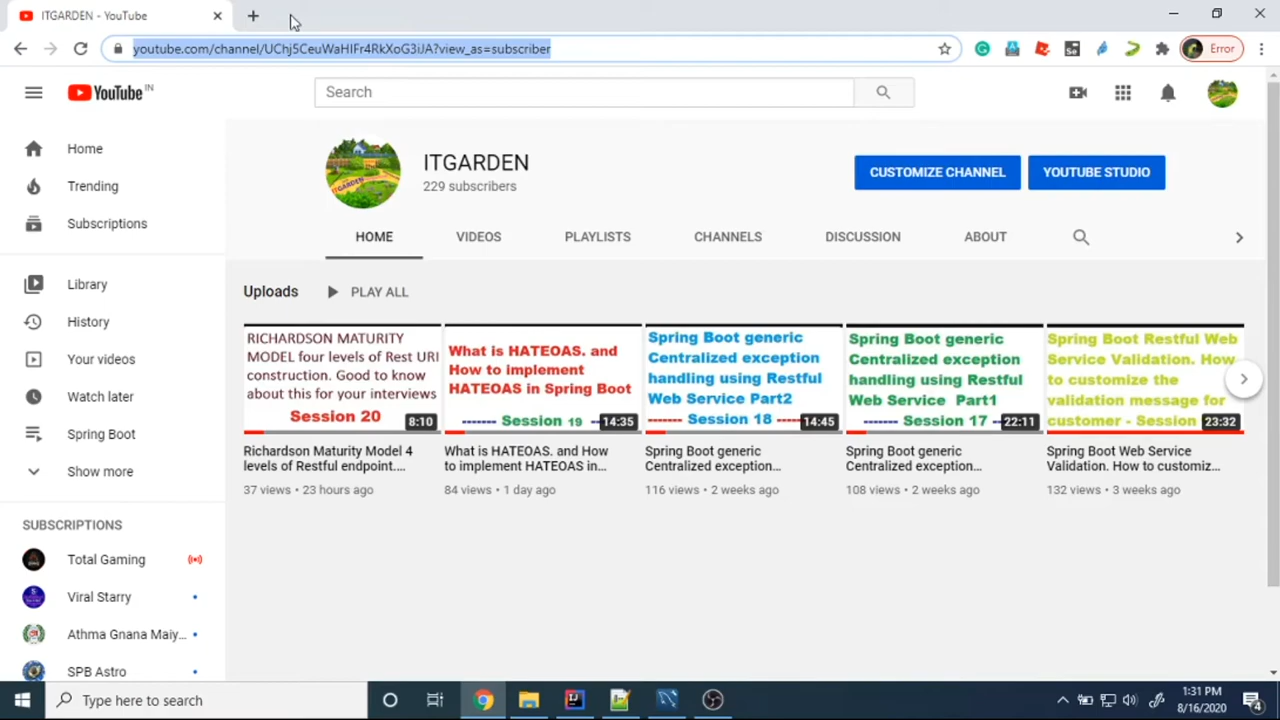 ITGARDEN - YouTube
youtube.com/channel/UChj5CeuWaHIFr4RkXoG3iJA?view_as=subscriber
Se
Error
YouTube IN
Search
Home
Trending
Subscriptions
Library
History
Your videos
Watch later
Spring Boot
Show more
SUBSCRIPTIONS
Total Gaming
Viral Starry
Athma Gnana Maiy...
SPB Astro
ITGARDEN
229 subscribers
CUSTOMIZE CHANNEL
YOUTUBE STUDIO
HOME VIDEOS PLAYLISTS CHANNELS DISCUSSION ABOUT
Uploads
PLAY ALL
RICHARDSON MATURITY
MODEL four levels of Rest URI
construction. Good to know
about this for your interviews
Session 20
8:10
Richardson Maturity Model 4
levels of Restful endpoint....
37 views • 23 hours ago
What is HATEOAS. and
How to implement
HATEOAS in Spring Boot
------ Session 19 --
14:35
What is HATEOAS. and How
to implement HATEOAS in...
84 views • 1 day ago
Spring Boot generic
Centralized exception
handling using Restful
Web Service Part2
------ Session 18 ---
14:45
Spring Boot generic
Centralized exception...
116 views • 2 weeks ago
Spring Boot generic
Centralized exception
handling using Restful
Web Service Part1
------ Session 17 --
22:11
Spring Boot generic
Centralized exception...
108 views • 2 weeks ago
Spring Boot Restful Web
Service Validation. How
to customize the
validation message for
customer - Session
23:32
Spring Boot Web Service
Validation. How to customiz...
132 views • 3 weeks ago
Type here to search
1:31 PM
8/16/2020
4